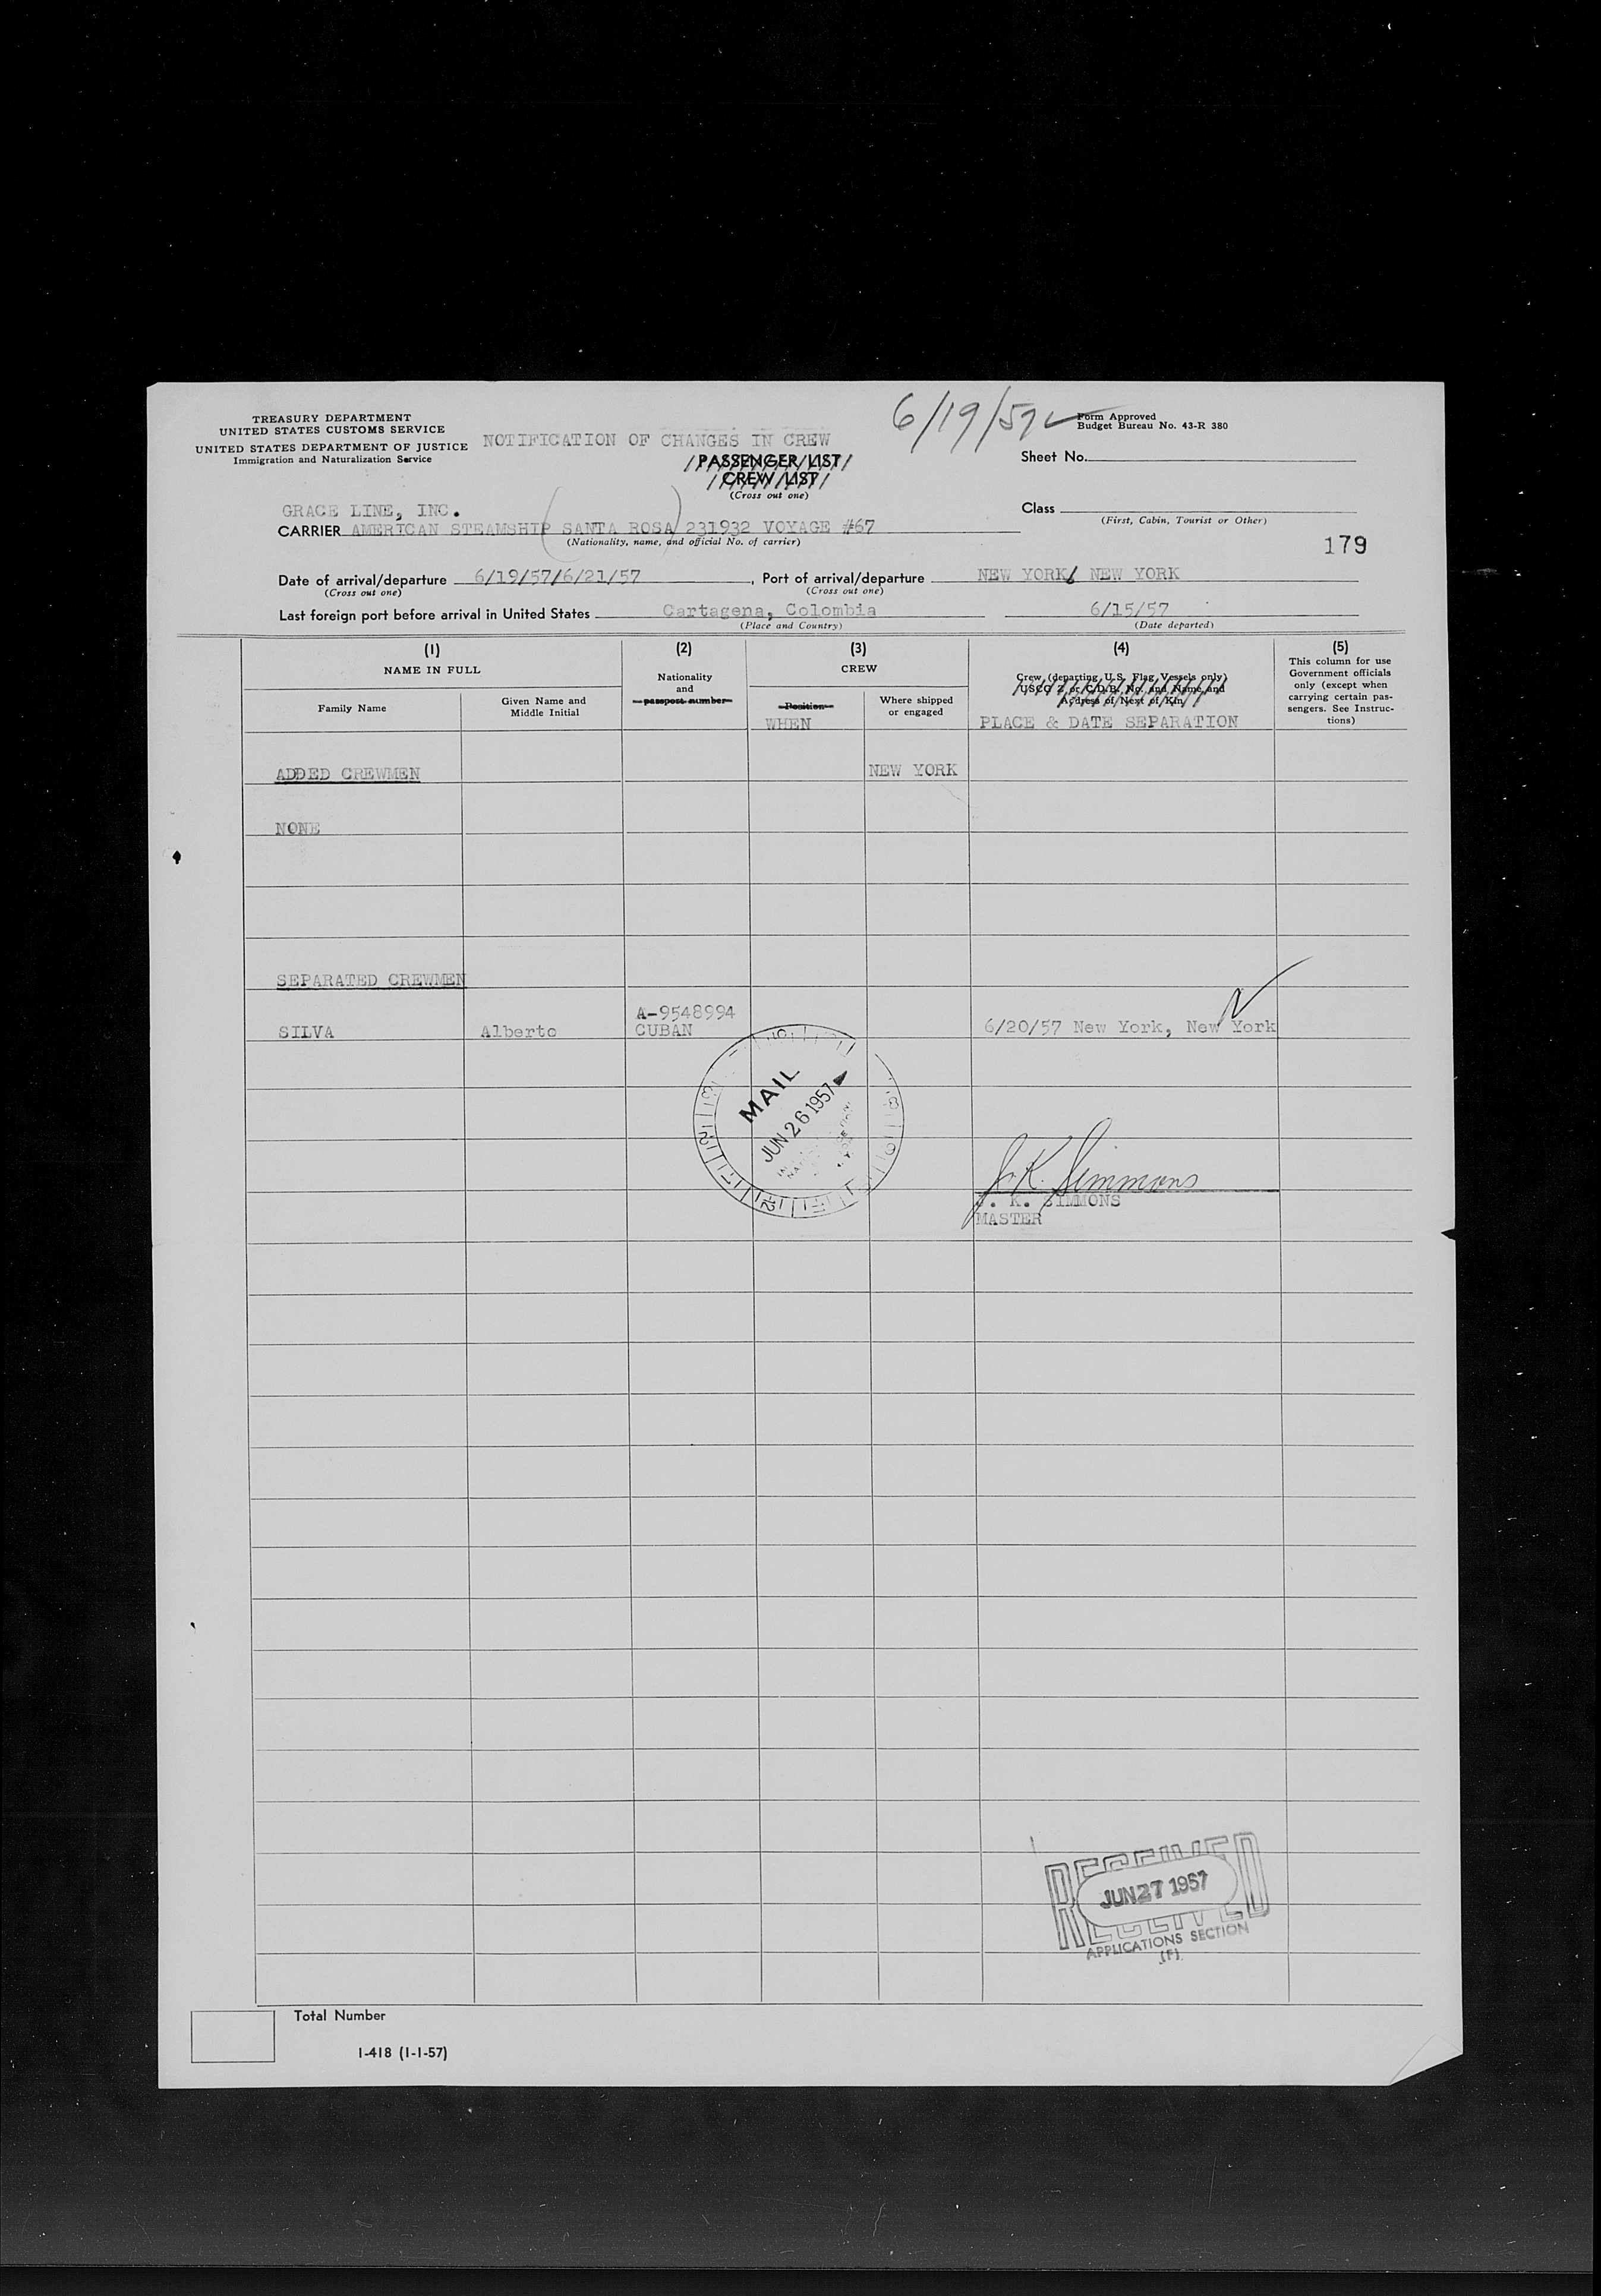 6/19/57
TREASURY DEPARTMENT
UNITED STATES CUSTOMS SERVICE
UNITED STATES DEPARTMENT OF JUSTICE
Immigration and Naturalization Service
NOTIFICATION OF CHANGES IN CREW
PASSENGER LIST
CREW LIST
(Cross out one)
Form Approved
Budget Bureau No. 43-R 380
Sheet No.
GRACE LINE, INC.
CARRIER AMERICAN STEAMSHIP (SANTA ROSA) 231932 VOYAGE #67
(Nationality, name, and official No. of carrier)
Class
(First, Cabin, Tourist or Other)
179
Date of arrival/departure 6/19/57/6/21/57, Port of arrival/departure NEW YORK/ NEW YORK
(Cross out one) (Cross out one)
Last foreign port before arrival in United States Cartagena, Colombia 6/15/57
(Place and Country) (Date departed)
(1) (2) (3) (4) (5)
NAME IN FULL
Family Name
Given Name and
Middle Initial
Nationality
and
passport number
CREW
Position
WHEN
Where shipped
or engaged
Crew (departing U.S. Flag Vessels only)
USCG Z or C.D.B. No. and Name and
Address of Next of Kin
PLACE & DATE SEPARATION
This column for use
Government officials
only (except when
carrying certain pas-
sengers. See Instruc-
tions)
ADDED CREWMEN NEW YORK
NONE
SEPARATED CREWMEN
A-9548994
SILVA Alberto CUBAN 6/20/57 New York, New York
MAIL
JUN 26 1957
J. K. Simmons
J. K. SIMMONS
MASTER
RECEIVED
JUN 27 1957
APPLICATIONS SECTION
(F)
Total Number
I-418 (1-1-57)